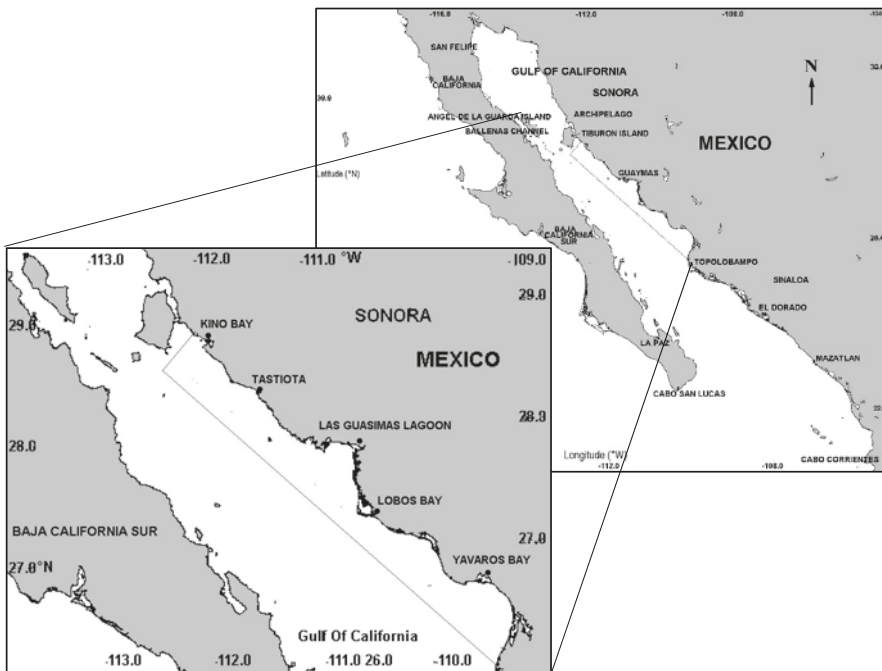 -116.0
-112.0
-108.0
-104
SAN FELIPE
GULF OF CALIFORNIA
N
30.0
BAJA
CALIFORNIA
SONORA
ANGEL DE LA GUARDA ISLAND
ARCHIPELAGO
BALLENAS CHANNEL
TIBURON ISLAND
MEXICO
Latitude (°N)
GUAYMAS
BAJA
CALIFORNIA
SUR
TOPOLOBAMPO
SINALOA
EL DORADO
LA PAZ
MAZATLAN
CABO SAN LUCAS
Longitude (°W)
CABO CORRIENTES
-112.0
-108.0
-113.0
-112.0
-111.0 °W
-109.0
29.0
29.0
KINO BAY
SONORA
MEXICO
TASTIOTA
LAS GUASIMAS LAGOON
28.0
28.0
LOBOS BAY
BAJA CALIFORNIA SUR
27.0
27.0°N
YAVAROS BAY
Gulf Of California
-113.0
-112.0
-111.0 26.0
-110.0